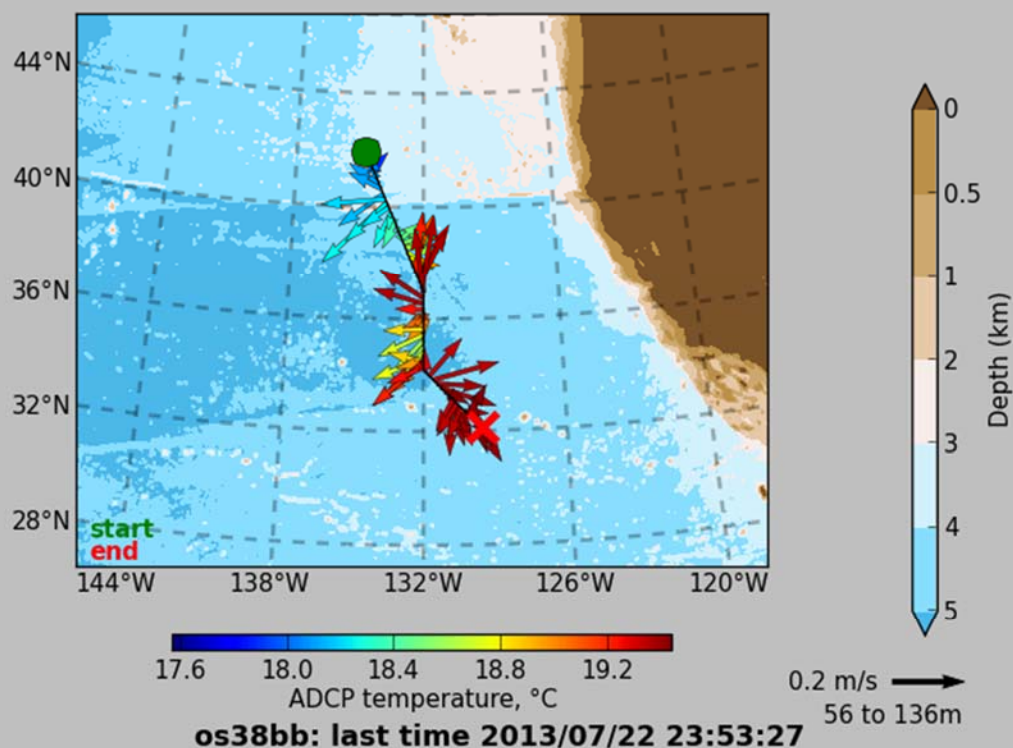 44°N
40°N
36°N
32°N
28°N
start
end
144°W 138°W 132°W 126°W 120°W
0
0.5
1
2
3
4
5
Depth (km)
17.6 18.0 18.4 18.8 19.2
ADCP temperature, °C
0.2 m/s
56 to 136m
os38bb: last time 2013/07/22 23:53:27